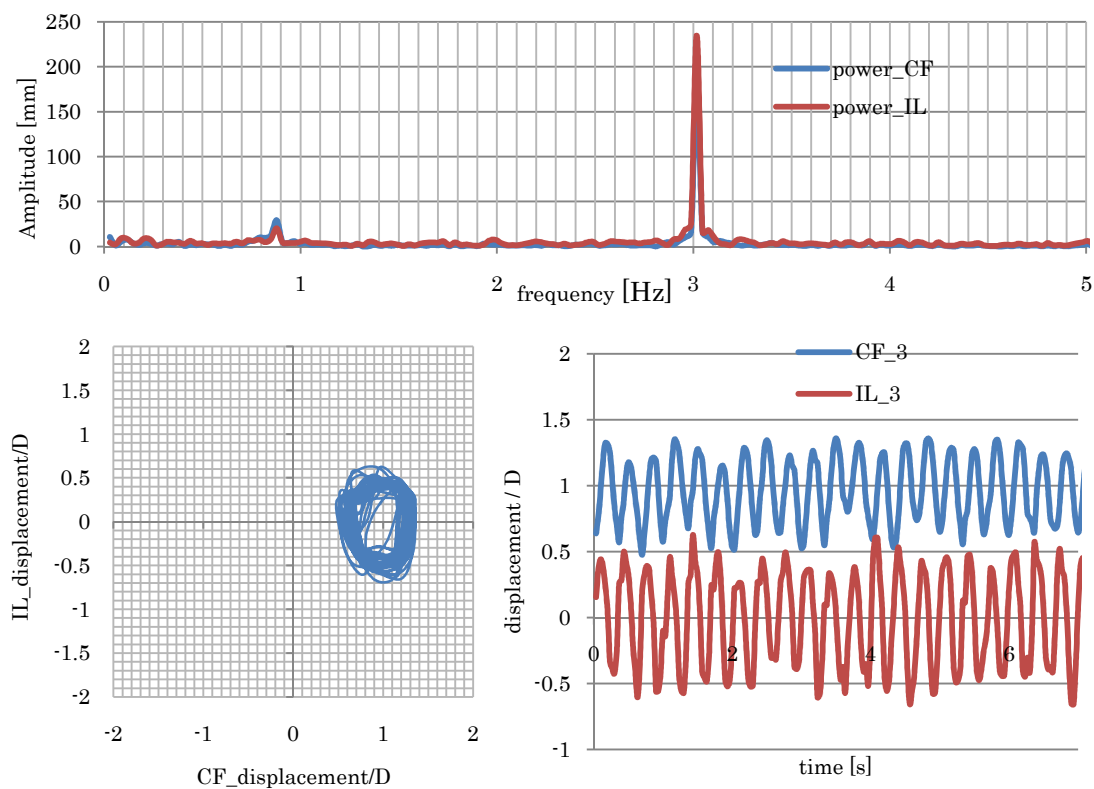 250
200
150
100
50
0
Amplitude [mm]
power_CF
power_IL
0 1 2 3 4 5
frequency [Hz]
2
1.5
1
0.5
0
-0.5
-1
-1.5
-2
IL_displacement/D
-2 -1 0 1 2
CF_displacement/D
2
1.5
1
0.5
0
-0.5
-1
displacement / D
CF_3
IL_3
0 2 4 6
time [s]